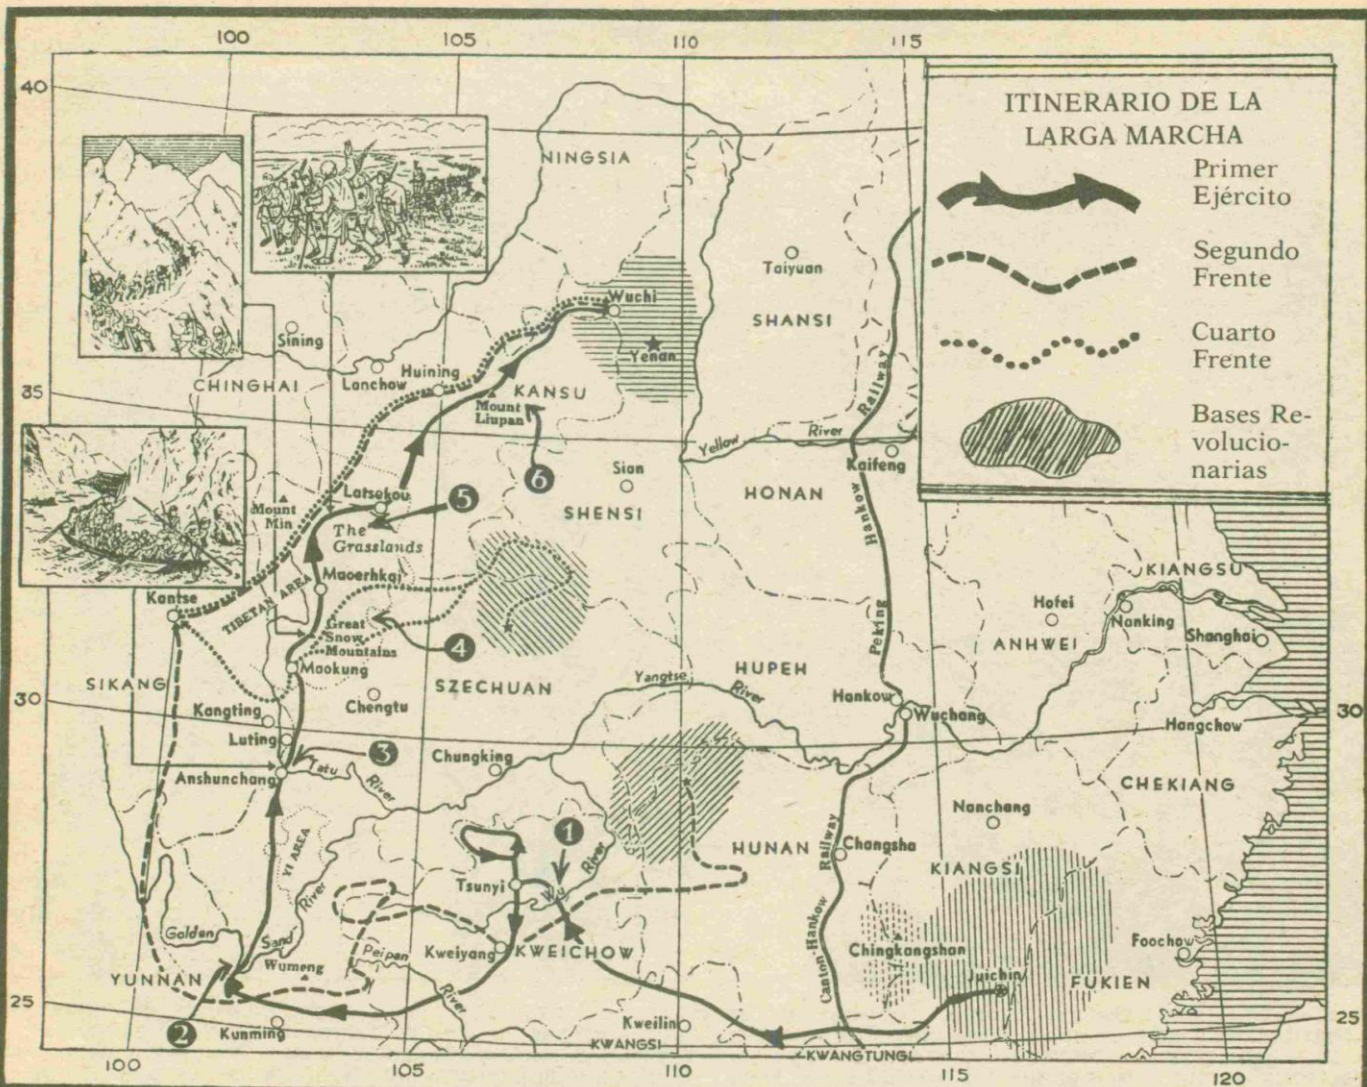 100
105
110
115
40
ITINERARIO DE LA
LARGA MARCHA
Primer
Ejército
Segundo
Frente
Cuarto
Frente
Bases Re-
volucio-
narias
NINGSIA
Taiyuan
SHANSI
Wuchi
Yenan
Sining
Lanchow
Huining
CHINGHAI
KANSU
Mount
Liupan
35
Railway
Yellow
River
Kaifeng
6
Sian
HONAN
SHENSI
Latsekou
5
Mount
Min
The
Grasslands
Hankow
Maoerhkai
KIANGSU
Kantse
TIBETAN AREA
Hofei
Nanking
Shanghai
ANHWEI
Great
Snow
Mountains
4
Peking
Maokung
HUPEH
SIKANG
SZECHUAN
Yangtse
River
30
Kangting
Chengtu
Hankow
Wuchang
Hangchow
30
Luting
3
Chungking
Anshunchang
Tatu
River
CHEKIANG
Nanchang
1
YI AREA
River
HUNAN
Railway
Changsha
KIANGSI
Tsunyi
Wu
River
Golden
Sand
Wumeng
Peipan
Kweiyang
KWEICHOW
Canton-Hankow
Chingkangshan
Foochow
YUNNAN
Juichin
FUKIEN
25
River
25
2
Kunming
Kweilin
KWANGSI
KWANGTUNG
100
105
110
115
120